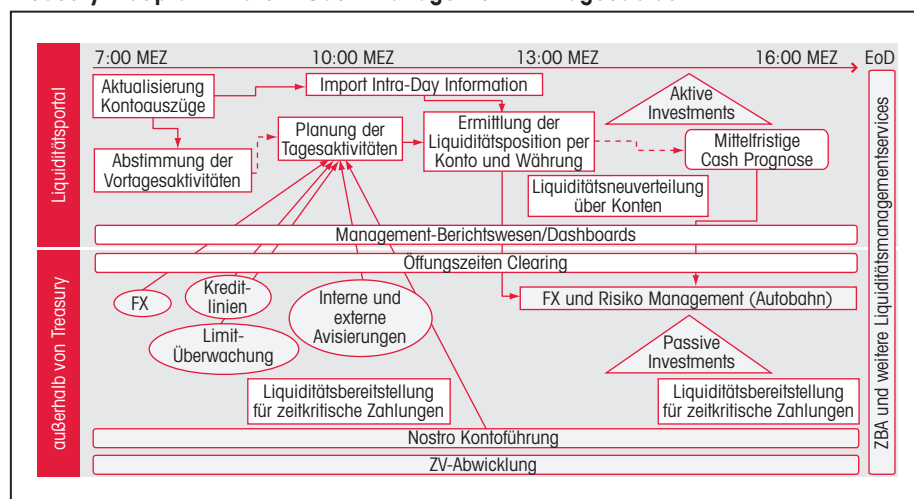 7:00 MEZ
10:00 MEZ
13:00 MEZ
16:00 MEZ
EoD
Liquiditätsportal
Aktualisierung
Kontoauszüge
Import Intra-Day Information
Aktive
Investments
Abstimmung der
Vortagesaktivitäten
Planung der
Tagesaktivitäten
Ermittlung der
Liquiditätsposition per
Konto und Währung
Mittelfristige
Cash Prognose
Liquiditätsneuverteilung
über Konten
Management-Berichtswesen/Dashboards
außerhalb von Treasury
Öffungszeiten Clearing
FX
Kredit-
linien
Limit-
Überwachung
Interne und
externe
Avisierungen
FX und Risiko Management (Autobahn)
Passive
Investments
Liquiditätsbereitstellung
für zeitkritische Zahlungen
Liquiditätsbereitstellung
für zeitkritische Zahlungen
Nostro Kontoführung
ZV-Abwicklung
ZBA und weitere Liquiditätsmanagementservices